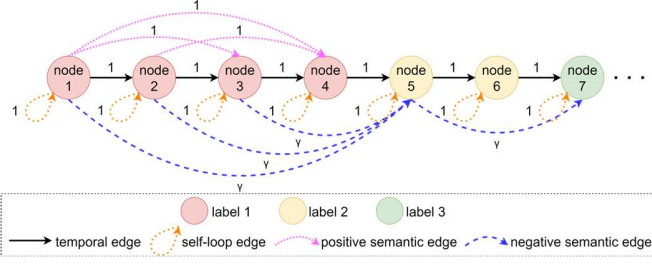 1
1
1 1
node node node node node node node
1 1 1 1 1 1
1 2 3 4 5 6 7 . . .
1 1 1 1 1 1 1
γ γ
γ
γ
label 1 label 2 label 3
temporal edge self-loop edge positive semantic edge negative semantic edge